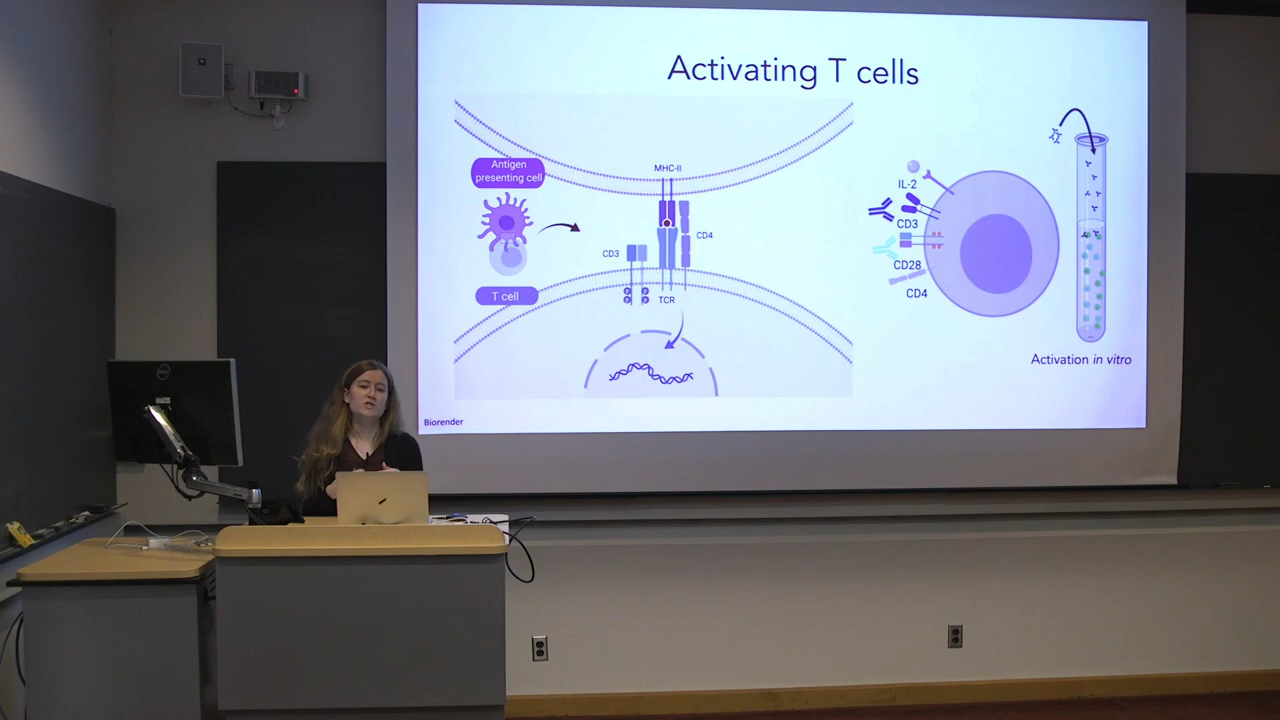 Activating T cells
Antigen
presenting cell
MHC-II
CD4
CD3
T cell
TCR
IL-2
CD3
CD28
CD4
Activation in vitro
Biorender